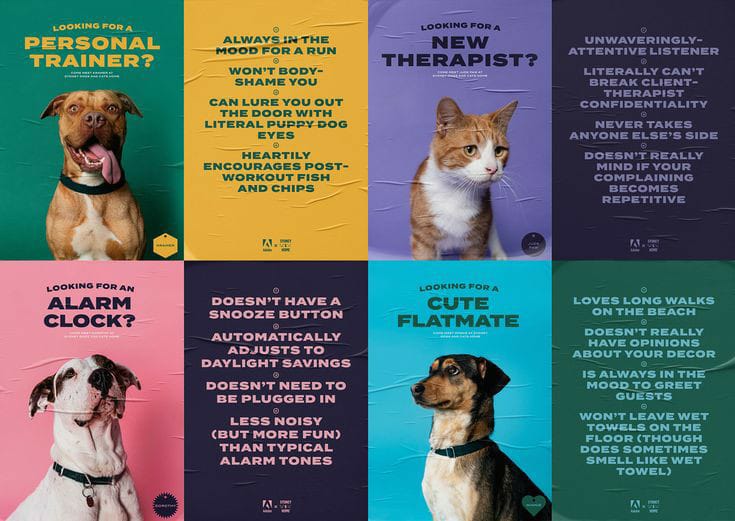 LOOKING FOR A
PERSONAL
TRAINER?
COME MEET KRAMER AT
SYDNEY DOGS AND CATS HOME
KRAMER
ALWAYS IN THE
MOOD FOR A RUN
WON'T BODY-
SHAME YOU
CAN LURE YOU OUT
THE DOOR WITH
LITERAL PUPPY DOG
EYES
HEARTILY
ENCOURAGES POST-
WORKOUT FISH
AND CHIPS
Adobe
SYDNEY
HOME
LOOKING FOR A
NEW
THERAPIST?
COME MEET JUDE PAW AT
SYDNEY DOGS AND CATS HOME
JUDE
PAW
UNWAVERINGLY-
ATTENTIVE LISTENER
LITERALLY CAN'T
BREAK CLIENT-
THERAPIST
CONFIDENTIALITY
NEVER TAKES
ANYONE ELSE'S SIDE
DOESN'T REALLY
MIND IF YOUR
COMPLAINING
BECOMES
REPETITIVE
Adobe
SYDNEY
HOME
LOOKING FOR AN
ALARM
CLOCK?
COME MEET DOROTHY AT
SYDNEY DOGS AND CATS HOME
DOROTHY
DOESN'T HAVE A
SNOOZE BUTTON
AUTOMATICALLY
ADJUSTS TO
DAYLIGHT SAVINGS
DOESN'T NEED TO
BE PLUGGED IN
LESS NOISY
(BUT MORE FUN)
THAN TYPICAL
ALARM TONES
Adobe
SYDNEY
HOME
LOOKING FOR A
CUTE
FLATMATE
COME MEET AT SYDNEY
DOGS AND CATS HOME
LOVES LONG WALKS
ON THE BEACH
DOESN'T REALLY
HAVE OPINIONS
ABOUT YOUR DECOR
IS ALWAYS IN THE
MOOD TO GREET
GUESTS
WON'T LEAVE WET
TOWELS ON THE
FLOOR (THOUGH
DOES SOMETIMES
SMELL LIKE WET
TOWEL)
Adobe
SYDNEY
HOME